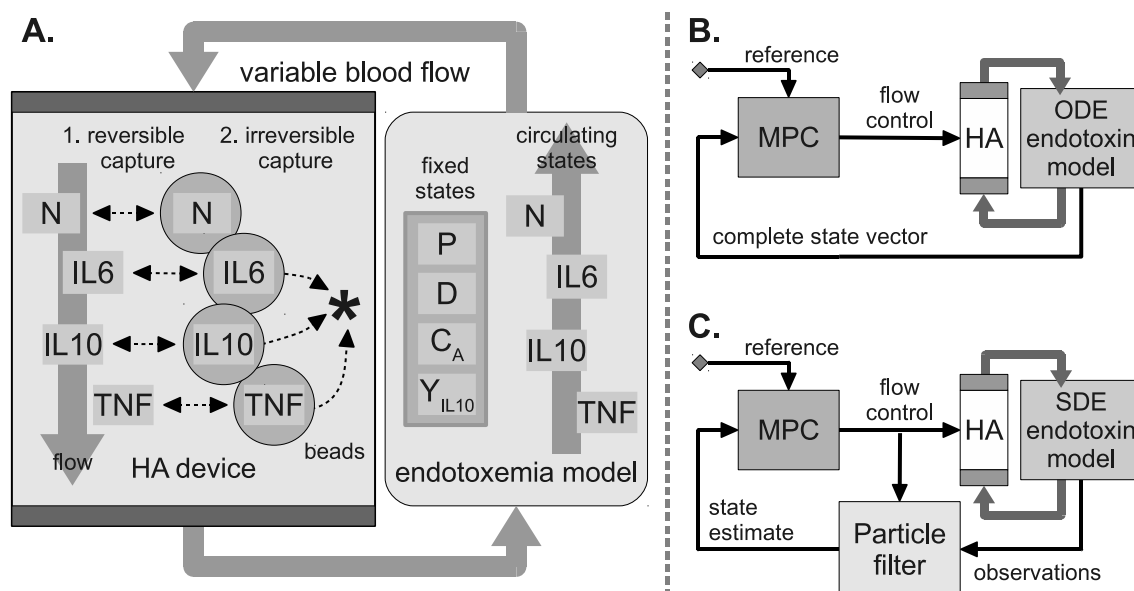 A.
variable blood flow
1. reversible
capture
2. irreversible
capture
N
N
IL6
IL6
*
IL10
IL10
TNF
TNF
flow
HA device
beads
fixed
states
circulating
states
P
D
C_A
Y_IL10
N
IL6
IL10
TNF
endotoxemia model
B.
reference
MPC
flow
control
HA
ODE
endotoxin
model
complete state vector
C.
reference
MPC
flow
control
HA
SDE
endotoxin
model
state
estimate
Particle
filter
observations